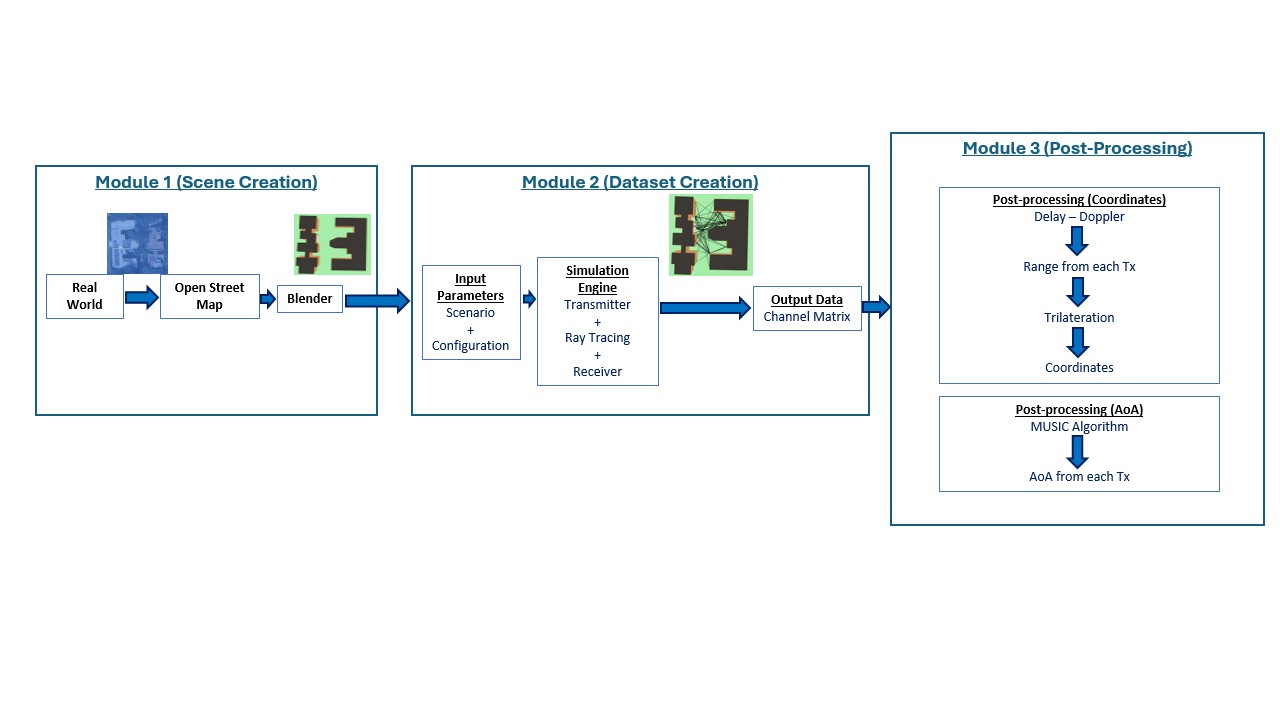 Module 1 (Scene Creation)
Real
World
Open Street
Map
Blender
Module 2 (Dataset Creation)
Input
Parameters
Scenario
+
Configuration
Simulation
Engine
Transmitter
+
Ray Tracing
+
Receiver
Output Data
Channel Matrix
Module 3 (Post-Processing)
Post-processing (Coordinates)
Delay – Doppler
Range from each Tx
Trilateration
Coordinates
Post-processing (AoA)
MUSIC Algorithm
AoA from each Tx